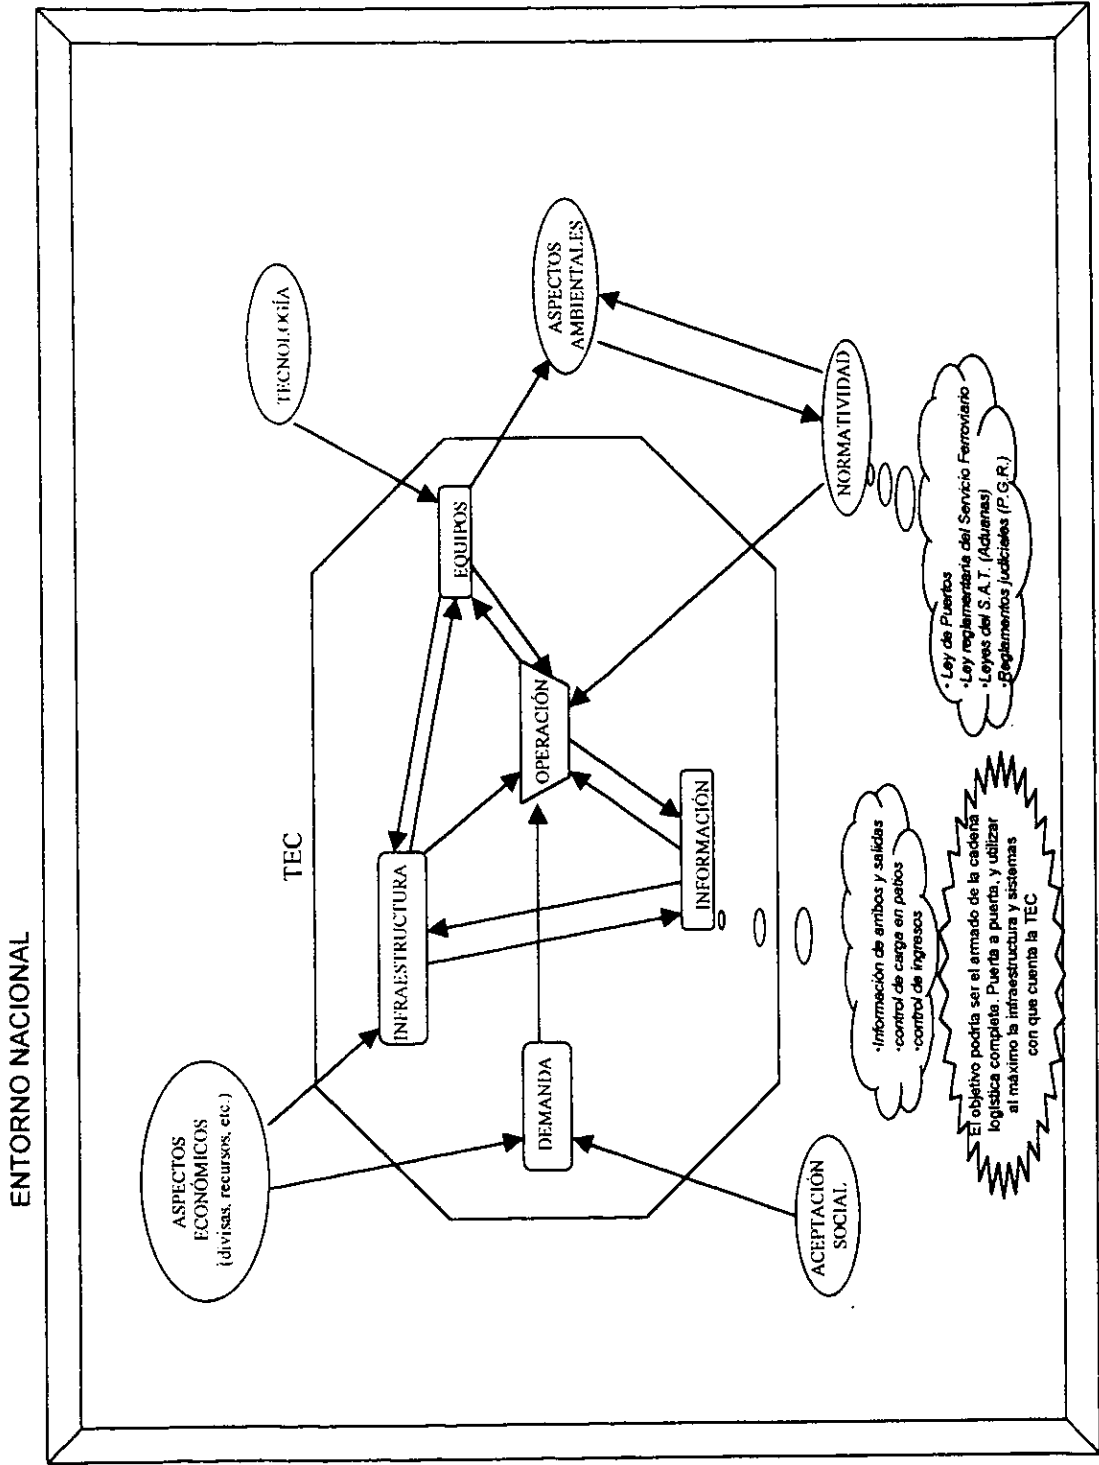 ENTORNO NACIONAL
ASPECTOS
ECONÓMICOS
(divisas, recursos, etc.)
TEC
TECNOLOGÍA
INFRAESTRUCTURA
EQUIPOS
DEMANDA
OPERACIÓN
ASPECTOS
AMBIENTALES
INFORMACIÓN
ACEPTACIÓN
SOCIAL
NORMATIVIDAD
•Información de arribos y salidas
•control de carga en patios
•control de ingresos
• Ley de Puertos
•Ley reglamentaria del Servicio Ferroviario
•Leyes del S.A.T. (Aduanas)
•Reglamentos judiciales (P.G.R.)
El objetivo podría ser el armado de la cadena
logística completa. Puerta a puerta, y utilizar
al máximo la infraestructura y sistemas
con que cuenta la TEC